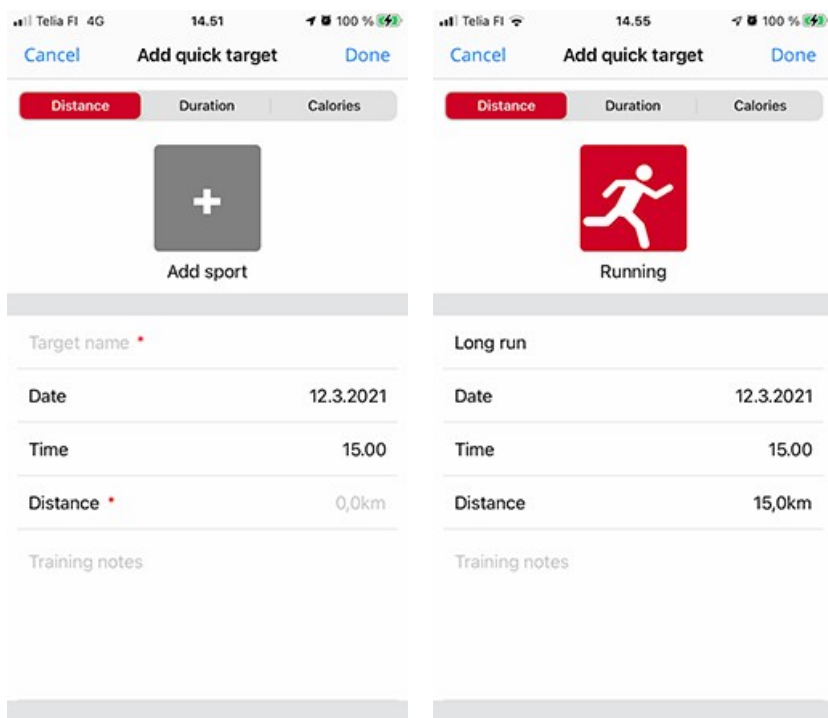 Telia FI 4G 14.51 100 %
Cancel Add quick target Done
Distance Duration Calories
Add sport
Target name *
Date 12.3.2021
Time 15.00
Distance * 0,0km
Training notes
Telia FI 14.55 100 %
Cancel Add quick target Done
Distance Duration Calories
Running
Long run
Date 12.3.2021
Time 15.00
Distance 15,0km
Training notes